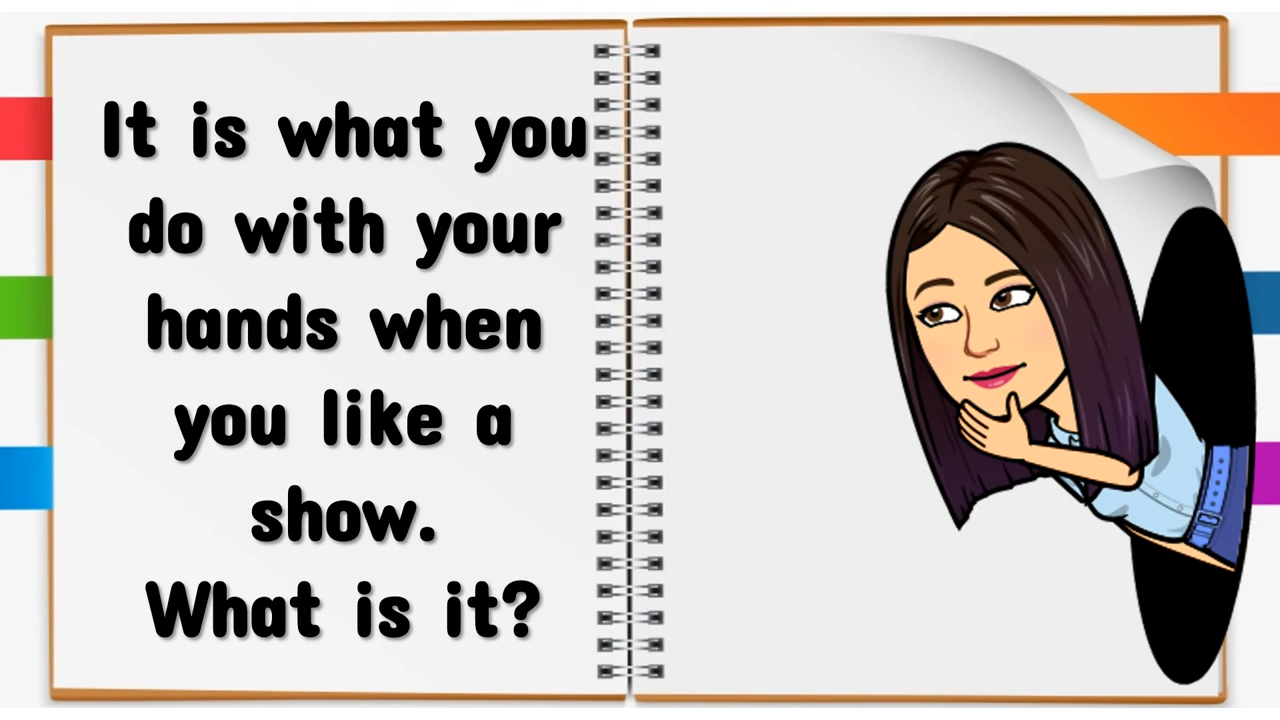 It is what you
do with your
hands when
you like a
show.
What is it?